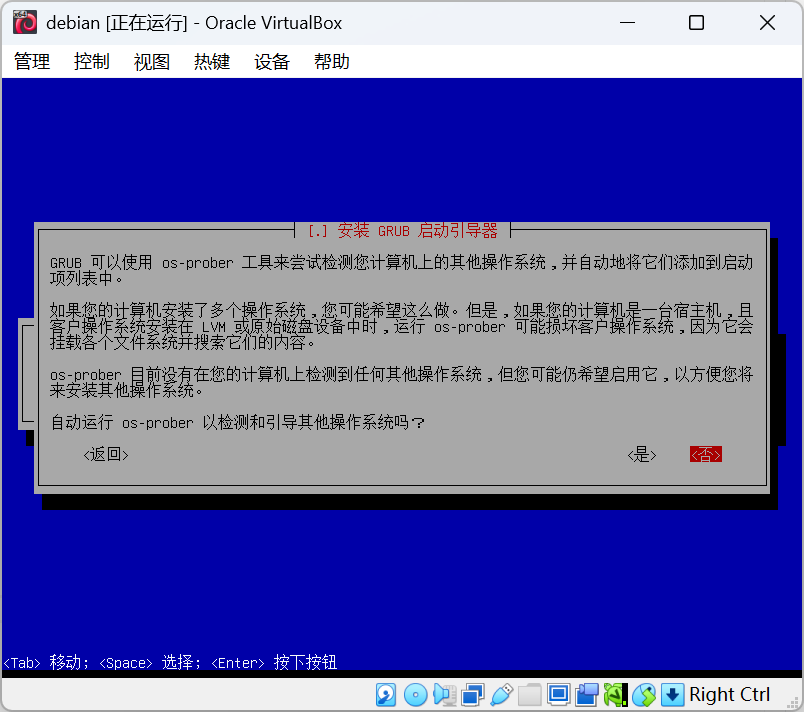 debian [正在运行] - Oracle VirtualBox
管理 控制 视图 热键 设备 帮助
[.] 安装 GRUB 启动引导器
GRUB 可以使用 os-prober 工具来尝试检测您计算机上的其他操作系统，并自动地将它们添加到启动
项列表中。
如果您的计算机安装了多个操作系统，您可能希望这么做。但是，如果您的计算机是一台宿主机，且
客户操作系统安装在 LVM 或原始磁盘设备中时，运行 os-prober 可能损坏客户操作系统，因为它会
挂载各个文件系统并搜索它们的内容。
os-prober 目前没有在您的计算机上检测到任何其他操作系统，但您可能仍希望启用它，以方便您将
来安装其他操作系统。
自动运行 os-prober 以检测和引导其他操作系统吗？
<返回> <是> <否>
<Tab> 移动; <Space> 选择; <Enter> 按下按钮
Right Ctrl